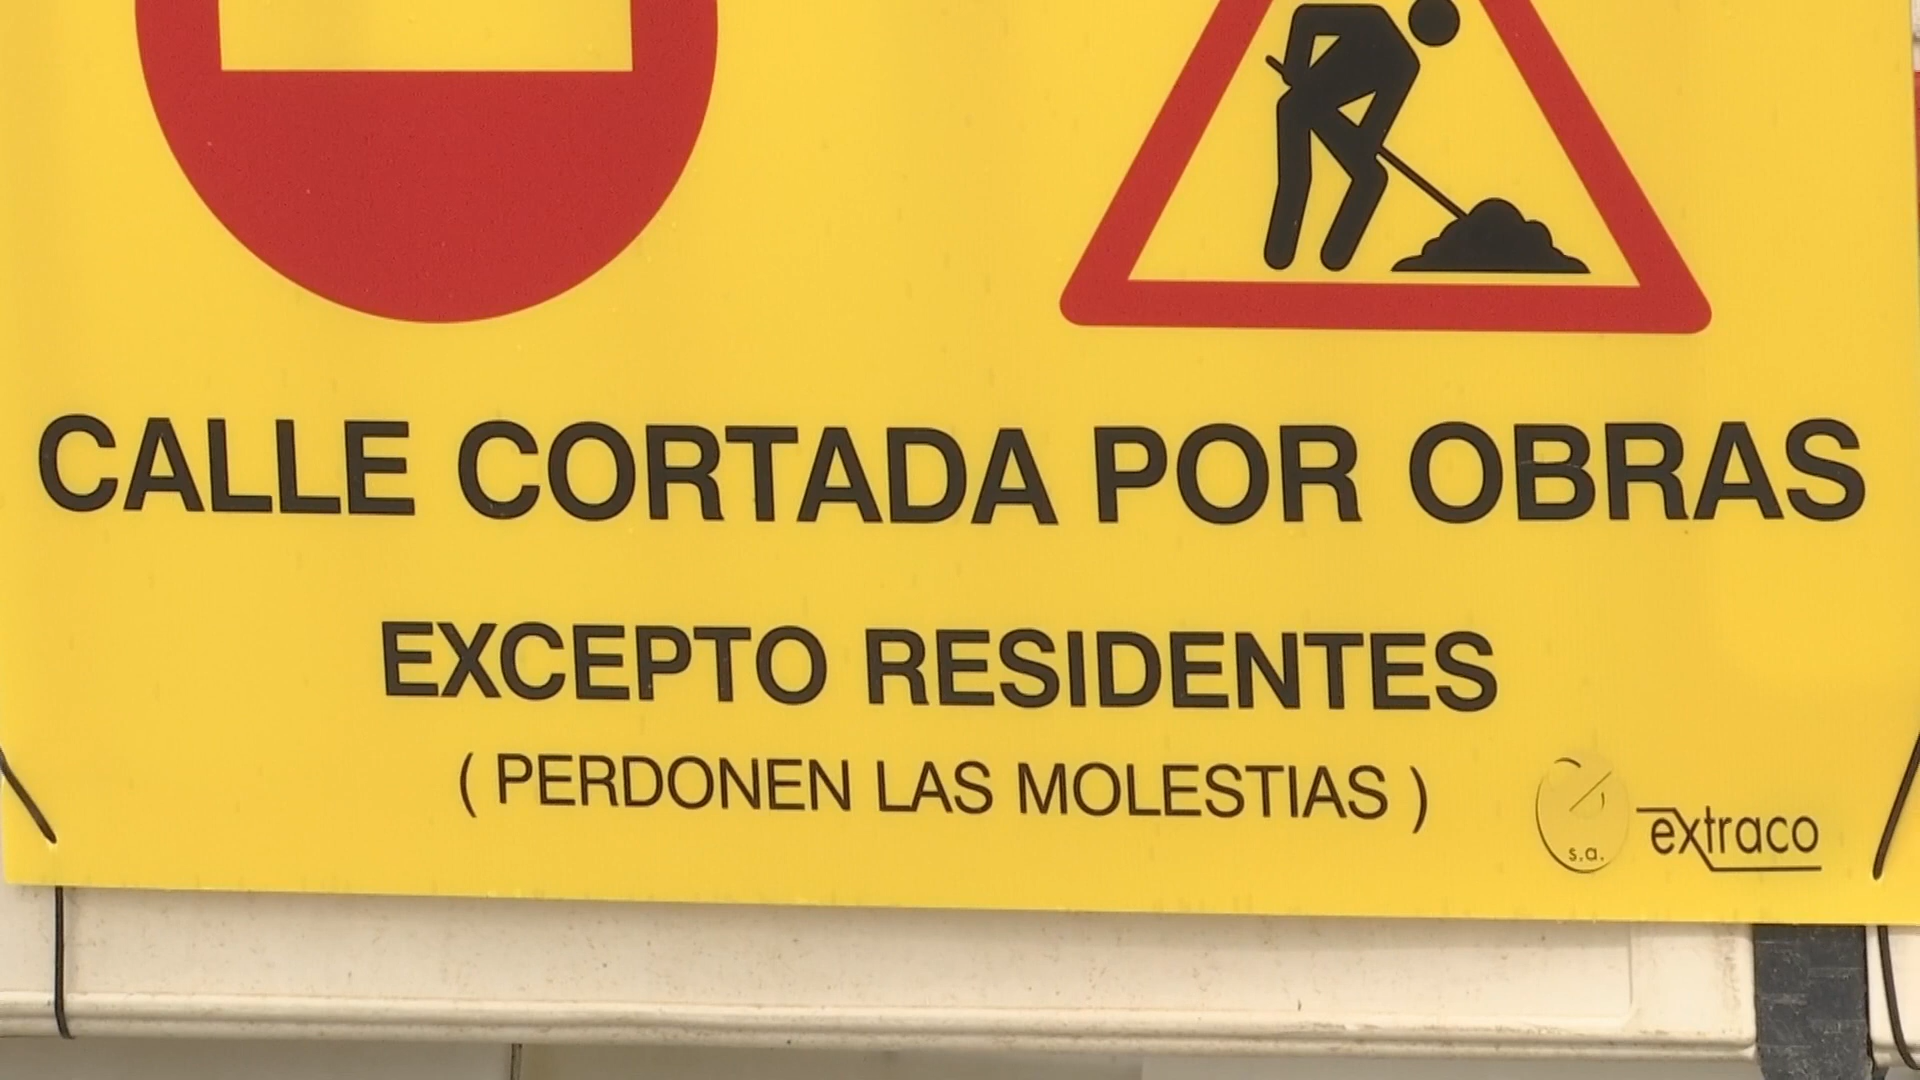 CALLE CORTADA POR OBRAS
EXCEPTO RESIDENTES
( PERDONEN LAS MOLESTIAS )
s.a. extraco